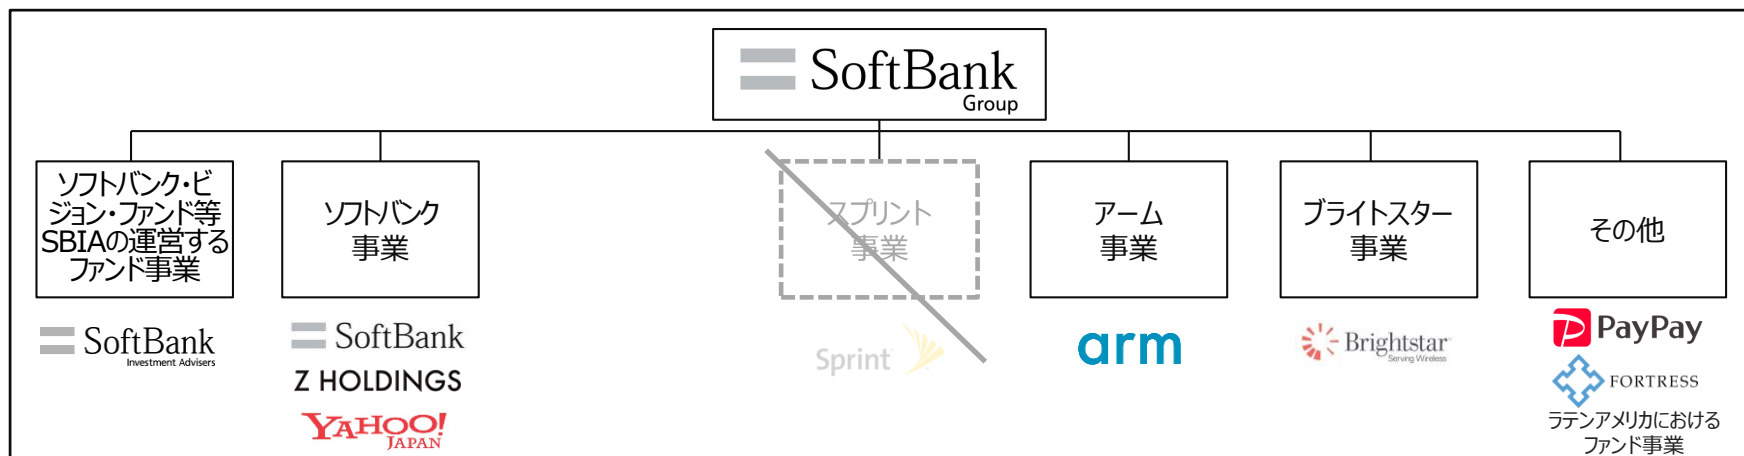 SoftBank
Group
ソフトバンク・ビ
ジョン・ファンド等
SBIAの運営する
ファンド事業
ソフトバンク
事業
スプリント
事業
アーム
事業
ブライトスター
事業
その他
SoftBank
Investment Advisers
SoftBank
Z HOLDINGS
YAHOO!
JAPAN
Sprint
arm
Brightstar
Serving Wireless
PayPay
FORTRESS
ラテンアメリカにおける
ファンド事業